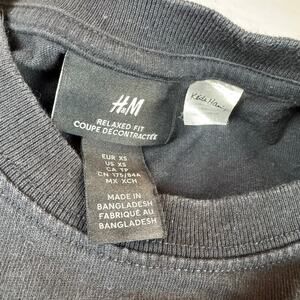 H&M
RELAXED FIT
COUPE DÉCONTRACTÉE
EUR XS
US XS
CA TP
CN 175/84A
MX XCH
MADE IN
BANGLADESH
FABRIQUÉ AU
BANGLADESH